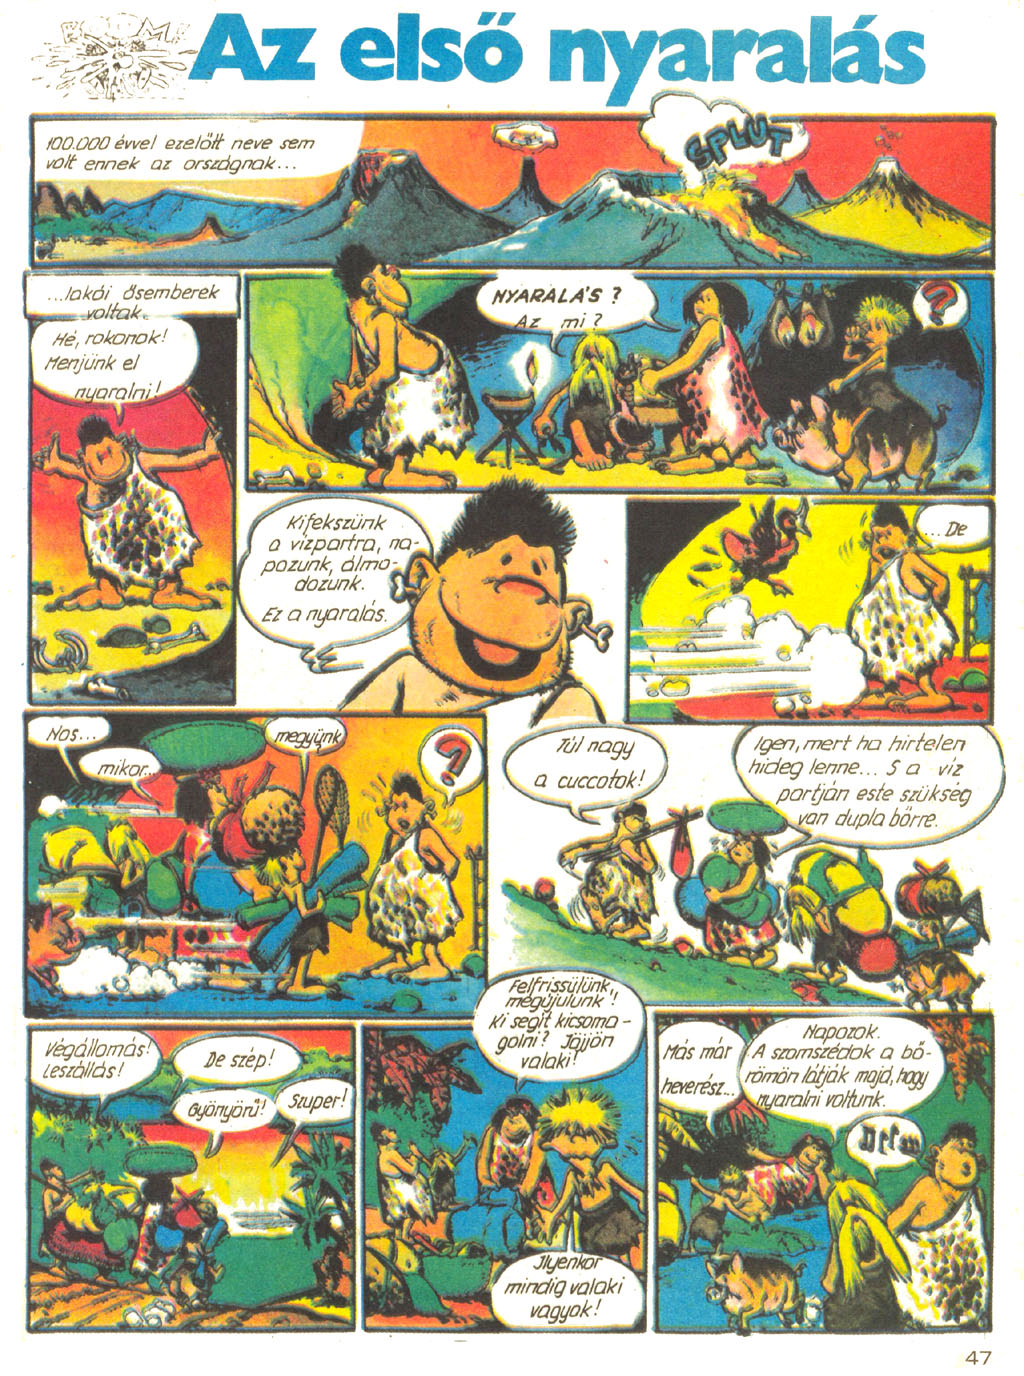 BOOM!
Az első nyaralás
100.000 évvel ezelőtt neve sem
volt ennek az országnak...
SPLUT
...lakói ősemberek
voltak.
Hé, rokonok!
Menjünk el
nyaralni!
NYARALÁS?
Az mi?
?
Kifekszünk
a vízpartra, na-
pozunk, álmo-
dozunk.
Ez a nyaralás.
...De
Nos...
mikor...
megyünk
?
Túl nagy
a cuccotok!
Igen, mert ha hirtelen
hideg lenne... S a víz
partján este szükség
van dupla bőrre.
Végállomás!
Leszállás!
De szép!
Gyönyörű!
Szuper!
Felfrissülünk,
megújulunk!
Ki segít kicsoma-
golni? Jöjjön
valaki!
Ilyenkor
mindig valaki
vagyok!
Más már
heverész...
Napozok.
A szomszédok a bő-
römön látják majd, hogy
nyaralni voltunk.
47